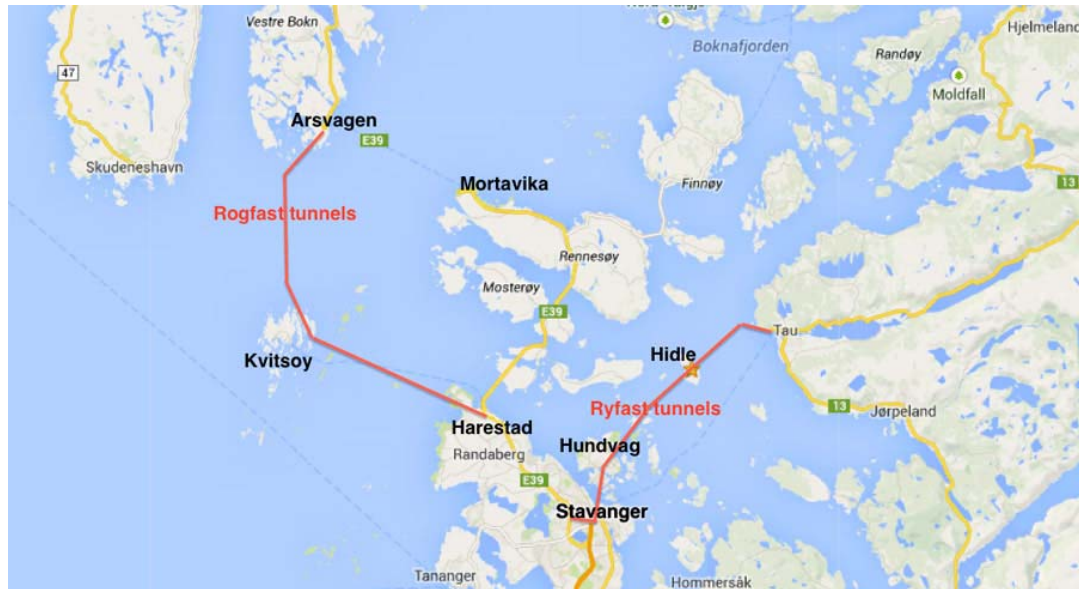 Vestre Bokn
Boknafjorden
Randøy
Hjelmeland
Moldfall
47
Arsvagen
E39
Skudeneshavn
Mortavika
Finnøy
13
Rogfast tunnels
Rennesøy
Mosterøy
E39
Tau
Kvitsoy
Hidle
Ryfast tunnels
13
Jørpeland
Harestad
Hundvag
Randaberg
E39
Stavanger
Tananger
Hommersåk